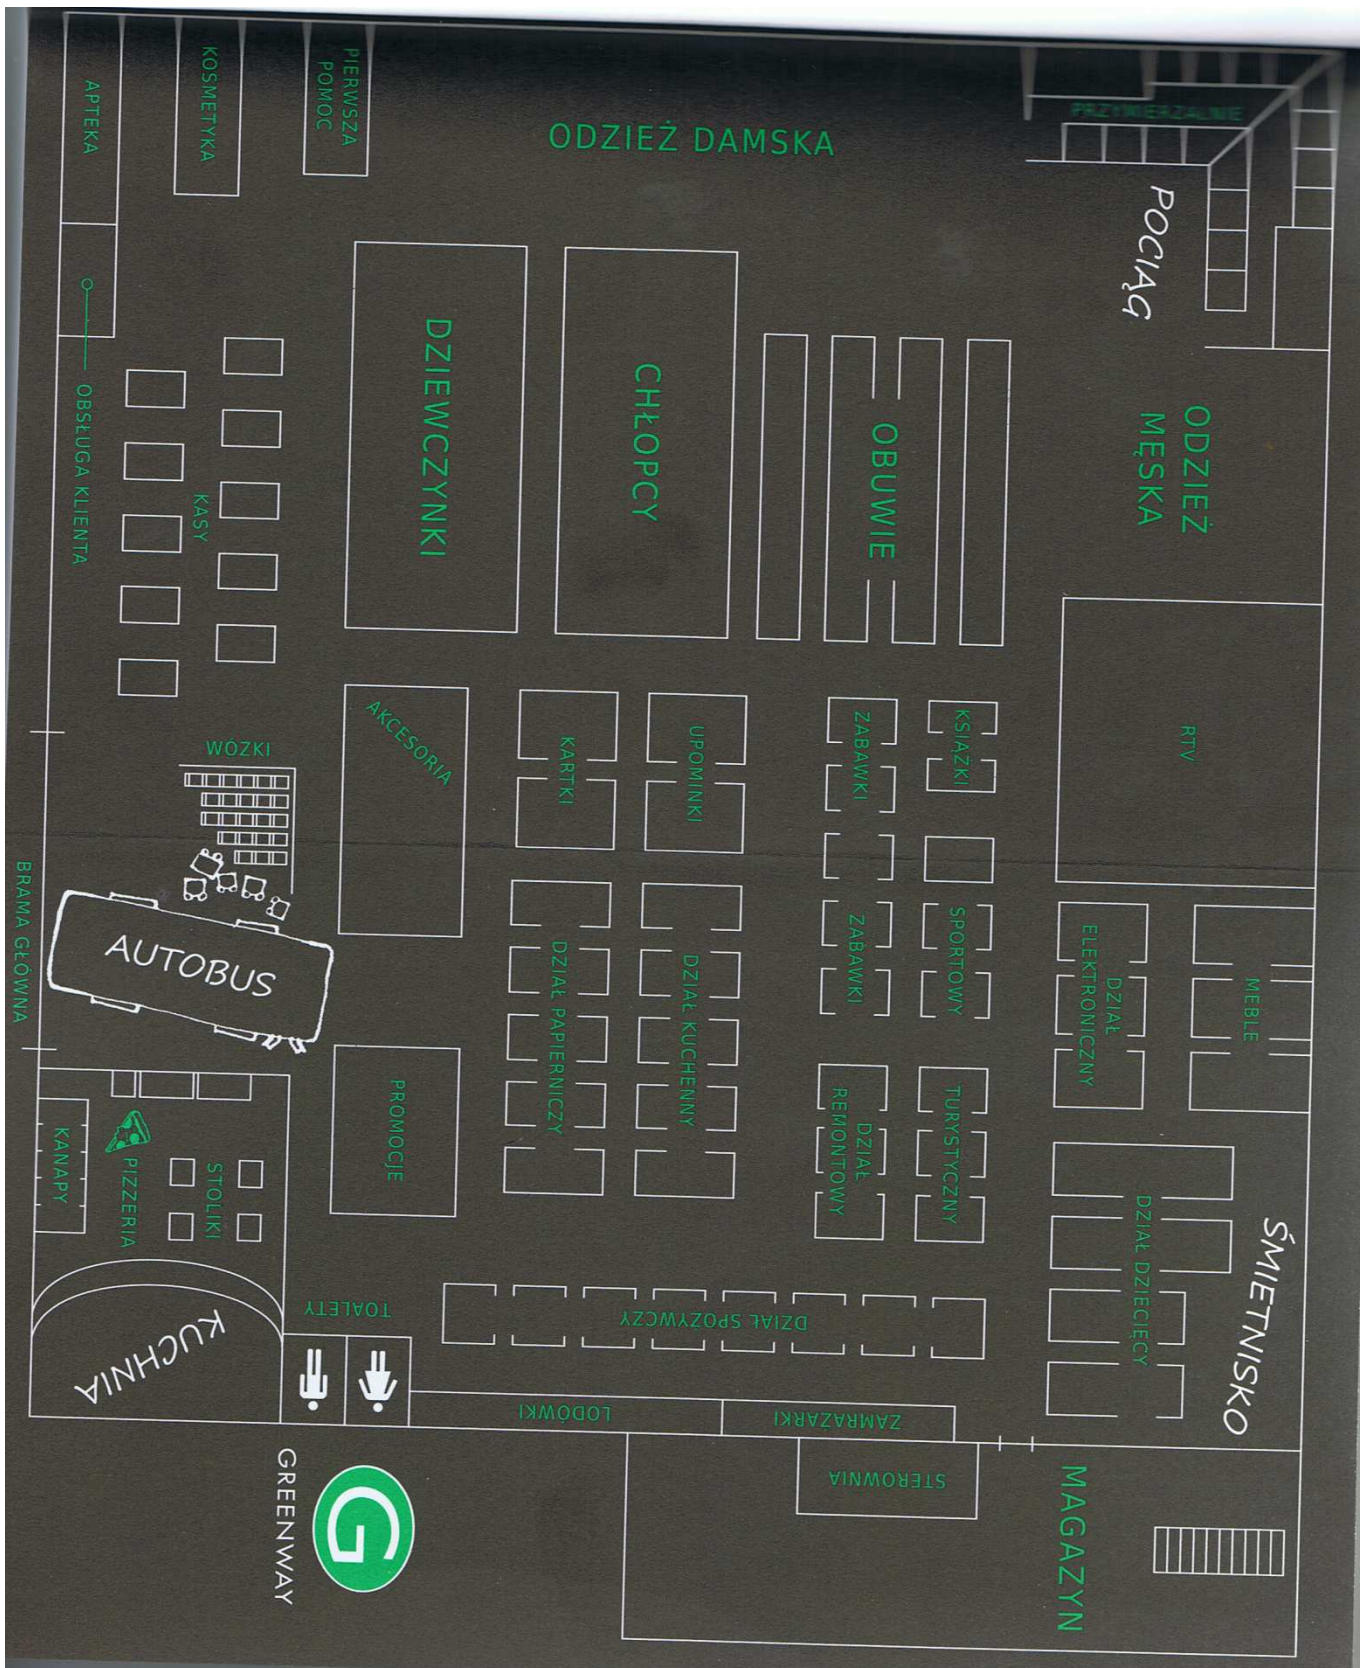 PIERWSZA
POMOC
KOSMETYKA
APTEKA
ODZIEŻ DAMSKA
PRZYMIERZALNIE
POCIĄG
ODZIEŻ
MĘSKA
OBUWIE
CHŁOPCY
DZIEWCZYNKI
KASY
OBSŁUGA KLIENTA
RTV
KSIĄŻKI
ZABAWKI
UPOMINKI
KARTKI
AKCESORIA
WÓZKI
BRAMA GŁÓWNA
AUTOBUS
MEBLE
DZIAŁ
ELEKTRONICZNY
SPORTOWY
ZABAWKI
DZIAŁ KUCHENNY
DZIAŁ PAPIERNICZY
TURYSTYCZNY
DZIAŁ
REMONTOWY
PROMOCJE
STOLIKI
PIZZERIA
KANAPY
DZIAŁ DZIECIĘCY
ŚMIETNISKO
DZIAŁ SPOŻYWCZY
TOALETY
KUCHNIA
LODÓWKI
ZAMRAŻARKI
STEROWNIA
MAGAZYN
G
GREENWAY